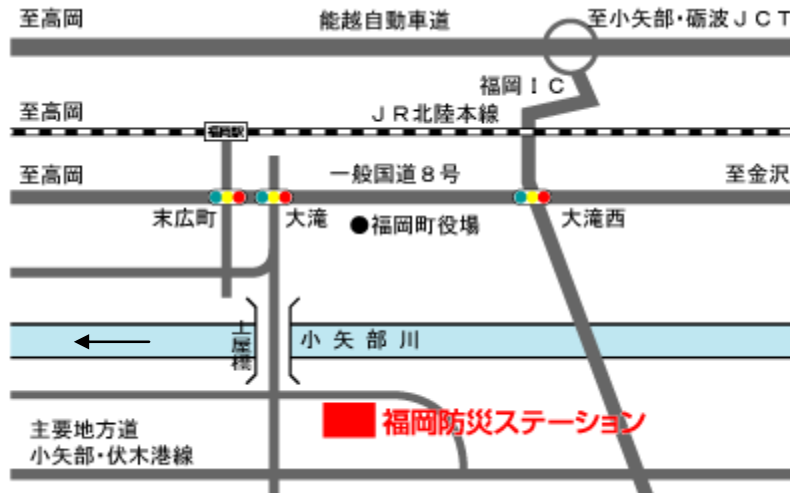 至高岡 能越自動車道 至小矢部・砺波ＪＣＴ
福岡ＩＣ
至高岡 ＪＲ北陸本線
福岡駅
至高岡 一般国道８号 至金沢
末広町 大滝 ●福岡町役場 大滝西
土屋橋
小矢部川
福岡防災ステーション
主要地方道
小矢部・伏木港線